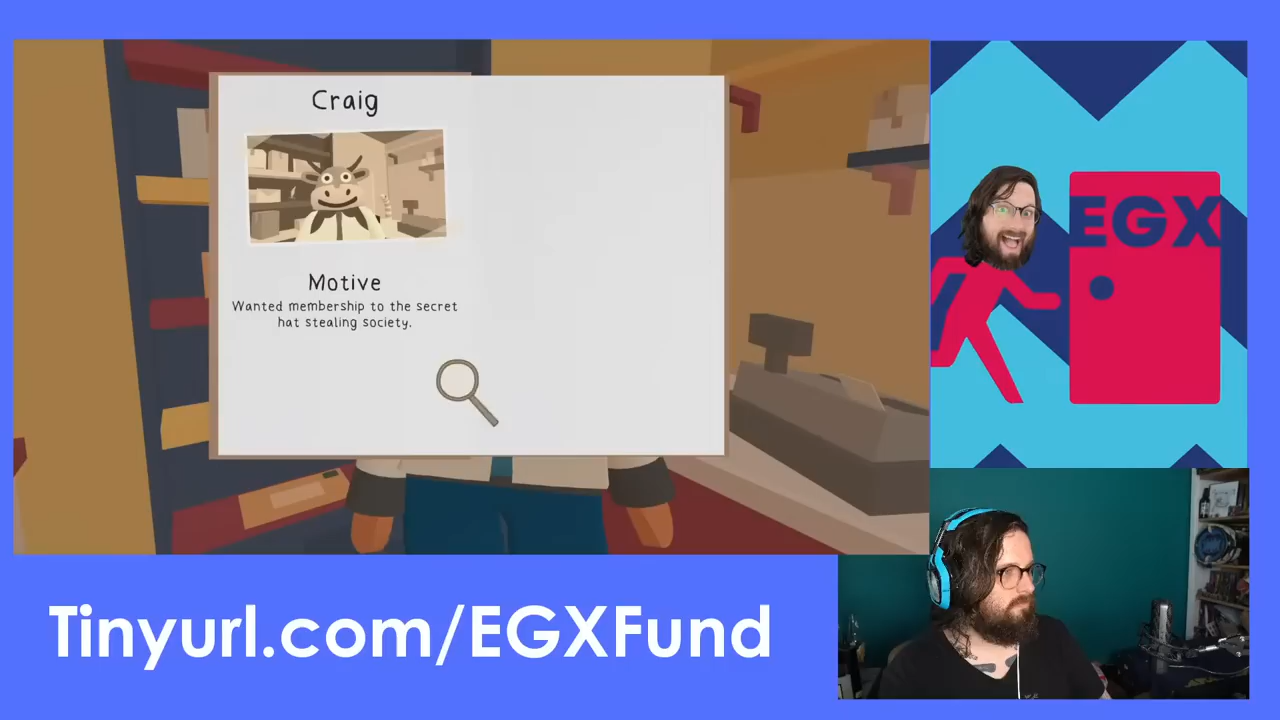 Craig
Motive
Wanted membership to the secret
hat stealing society.
EGX
Tinyurl.com/EGXFund